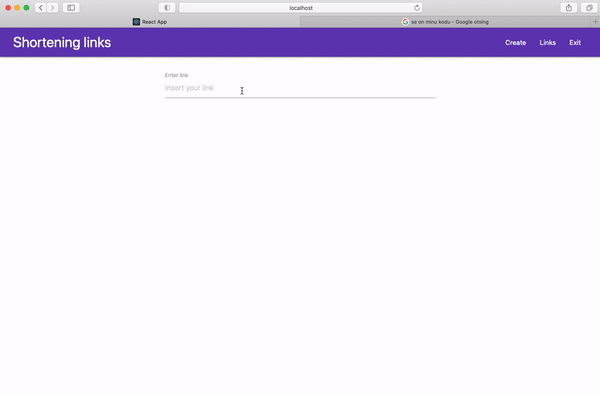 localhost
React App
se on minu kodu - Google otsing
Shortening links
Create
Links
Exit
Enter link
Insert your link